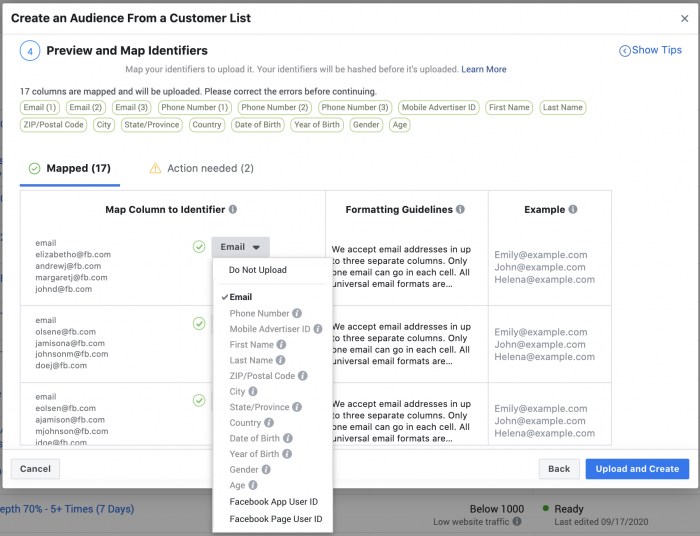 Create an Audience From a Customer List
4 Preview and Map Identifiers
Show Tips
Map your identifiers to upload it. Your identifiers will be hashed before it's uploaded. Learn More
17 columns are mapped and will be uploaded. Please correct the errors before continuing.
Email (1) Email (2) Email (3) Phone Number (1) Phone Number (2) Phone Number (3) Mobile Advertiser ID First Name Last Name
ZIP/Postal Code City State/Province Country Date of Birth Year of Birth Gender Age
Mapped (17) Action needed (2)
Map Column to Identifier Formatting Guidelines Example
email
elizabetho@fb.com
andrewj@fb.com
margaretj@fb.com
johnd@fb.com
Email
We accept email addresses in up
to three separate columns. Only
one email can go in each cell. All
universal email formats are...
Emily@example.com
John@example.com
Helena@example.com
email
olsene@fb.com
jamisona@fb.com
johnsonm@fb.com
doej@fb.com
We accept email addresses in up
to three separate columns. Only
one email can go in each cell. All
universal email formats are...
Emily@example.com
John@example.com
Helena@example.com
email
eolsen@fb.com
ajamison@fb.com
mjohnson@fb.com
jdoe@fb.com
We accept email addresses in up
to three separate columns. Only
one email can go in each cell. All
universal email formats are...
Emily@example.com
John@example.com
Helena@example.com
Do Not Upload
Email
Phone Number
Mobile Advertiser ID
First Name
Last Name
ZIP/Postal Code
City
State/Province
Country
Date of Birth
Year of Birth
Gender
Age
Facebook App User ID
Facebook Page User ID
Cancel Back Upload and Create
epth 70% - 5+ Times (7 Days)
Below 1000
Low website traffic
Ready
Last edited 09/17/2020